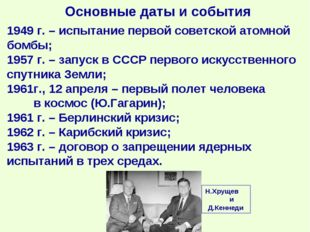 Основные даты и события
1949 г. – испытание первой советской атомной
бомбы;
1957 г. – запуск в СССР первого искусственного
спутника Земли;
1961г., 12 апреля – первый полет человека
в космос (Ю.Гагарин);
1961 г. – Берлинский кризис;
1962 г. – Карибский кризис;
1963 г. – договор о запрещении ядерных
испытаний в трех средах.
Н.Хрущев
и
Д.Кеннеди